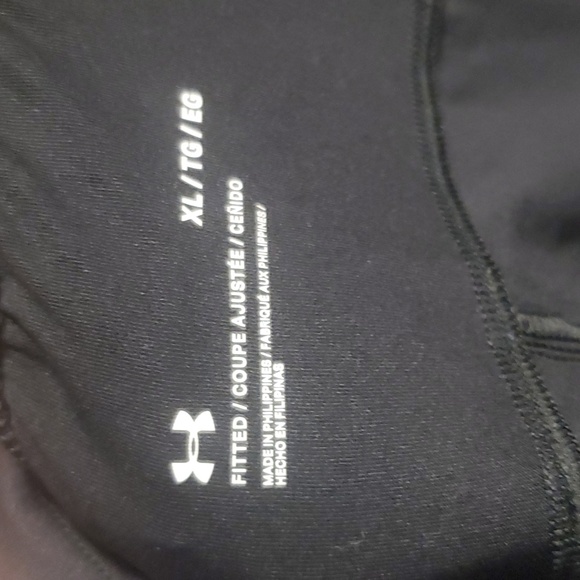 XL / TG / EG
FITTED / COUPE AJUSTÉE / CEÑIDO
MADE IN PHILIPPINES / FABRIQUÉ AUX PHILIPPINES /
HECHO EN FILIPINAS